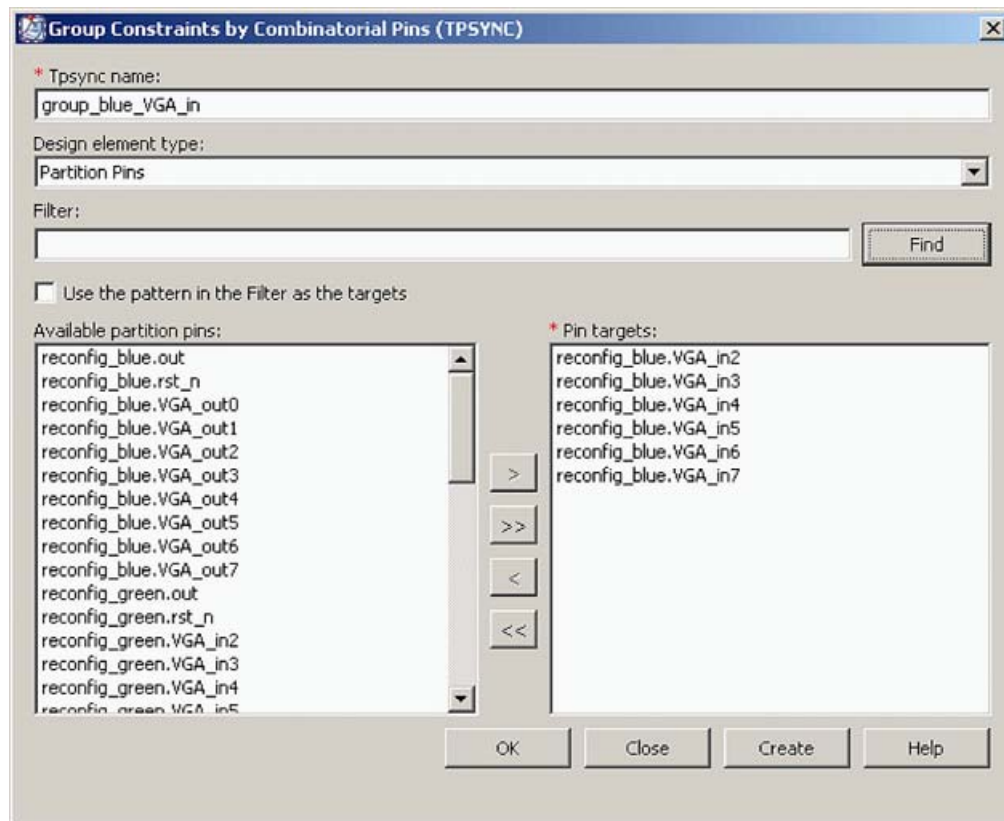 Group Constraints by Combinatorial Pins (TPSYNC)
* Tpsync name:
group_blue_VGA_in
Design element type:
Partition Pins
Filter:
Find
Use the pattern in the Filter as the targets
Available partition pins:
reconfig_blue.out
reconfig_blue.rst_n
reconfig_blue.VGA_out0
reconfig_blue.VGA_out1
reconfig_blue.VGA_out2
reconfig_blue.VGA_out3
reconfig_blue.VGA_out4
reconfig_blue.VGA_out5
reconfig_blue.VGA_out6
reconfig_blue.VGA_out7
reconfig_green.out
reconfig_green.rst_n
reconfig_green.VGA_in2
reconfig_green.VGA_in3
reconfig_green.VGA_in4
reconfig_green.VGA_in5
>
>>
<
<<
* Pin targets:
reconfig_blue.VGA_in2
reconfig_blue.VGA_in3
reconfig_blue.VGA_in4
reconfig_blue.VGA_in5
reconfig_blue.VGA_in6
reconfig_blue.VGA_in7
OK
Close
Create
Help